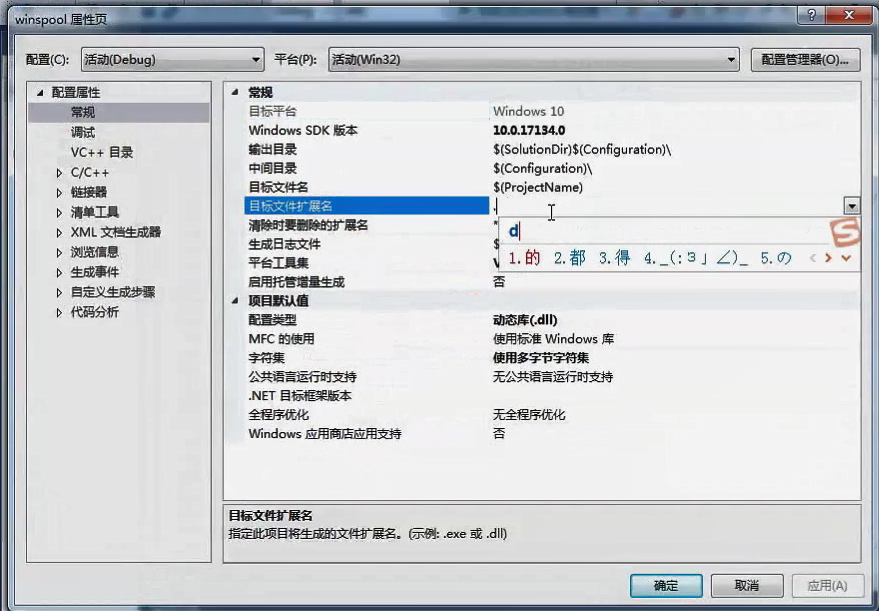 winspool 属性页
配置(C): 活动(Debug) 平台(P): 活动(Win32) 配置管理器(O)...
配置属性
常规
调试
VC++ 目录
C/C++
链接器
清单工具
XML 文档生成器
浏览信息
生成事件
自定义生成步骤
代码分析
常规
目标平台 Windows 10
Windows SDK 版本 10.0.17134.0
输出目录 $(SolutionDir)$(Configuration)\
中间目录 $(Configuration)\
目标文件名 $(ProjectName)
目标文件扩展名 .
清除时要删除的扩展名 *
生成日志文件 $
平台工具集
启用托管增量生成 否
d
1.的 2.都 3.得 4._(:3」∠)_ 5.の
项目默认值
配置类型 动态库(.dll)
MFC 的使用 使用标准 Windows 库
字符集 使用多字节字符集
公共语言运行时支持 无公共语言运行时支持
.NET 目标框架版本
全程序优化 无全程序优化
Windows 应用商店应用支持 否
目标文件扩展名
指定此项目将生成的文件扩展名。(示例: .exe 或 .dll)
确定 取消 应用(A)